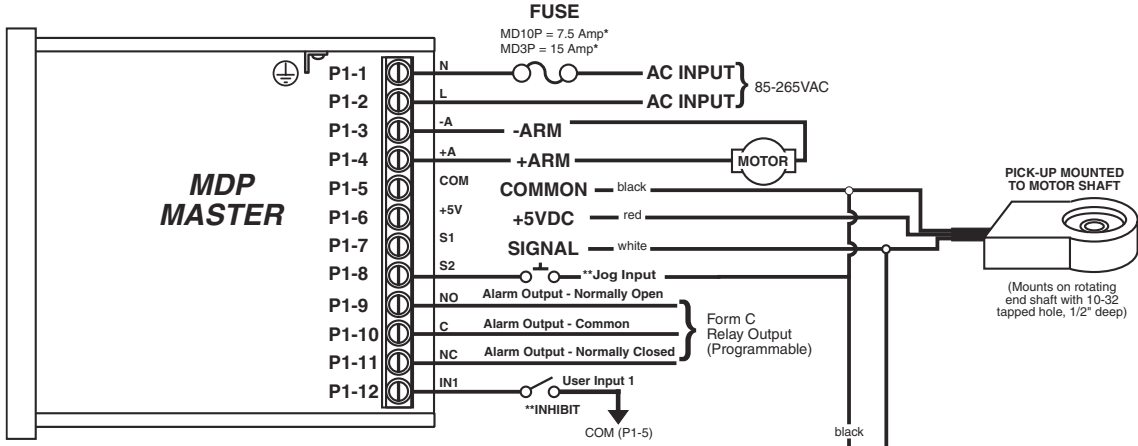 FUSE
MD10P = 7.5 Amp*
MD3P = 15 Amp*
P1-1 N AC INPUT
85-265VAC
P1-2 L AC INPUT
P1-3 -A -ARM
P1-4 +A +ARM MOTOR
MDP
MASTER
P1-5 COM COMMON black
P1-6 +5V +5VDC red
P1-7 S1 SIGNAL white
P1-8 S2 **Jog Input
P1-9 NO Alarm Output - Normally Open
P1-10 C Alarm Output - Common
P1-11 NC Alarm Output - Normally Closed
Form C
Relay Output
(Programmable)
P1-12 IN1 User Input 1
**INHIBIT
COM (P1-5)
black
PICK-UP MOUNTED
TO MOTOR SHAFT
(Mounts on rotating
end shaft with 10-32
tapped hole, 1/2" deep)